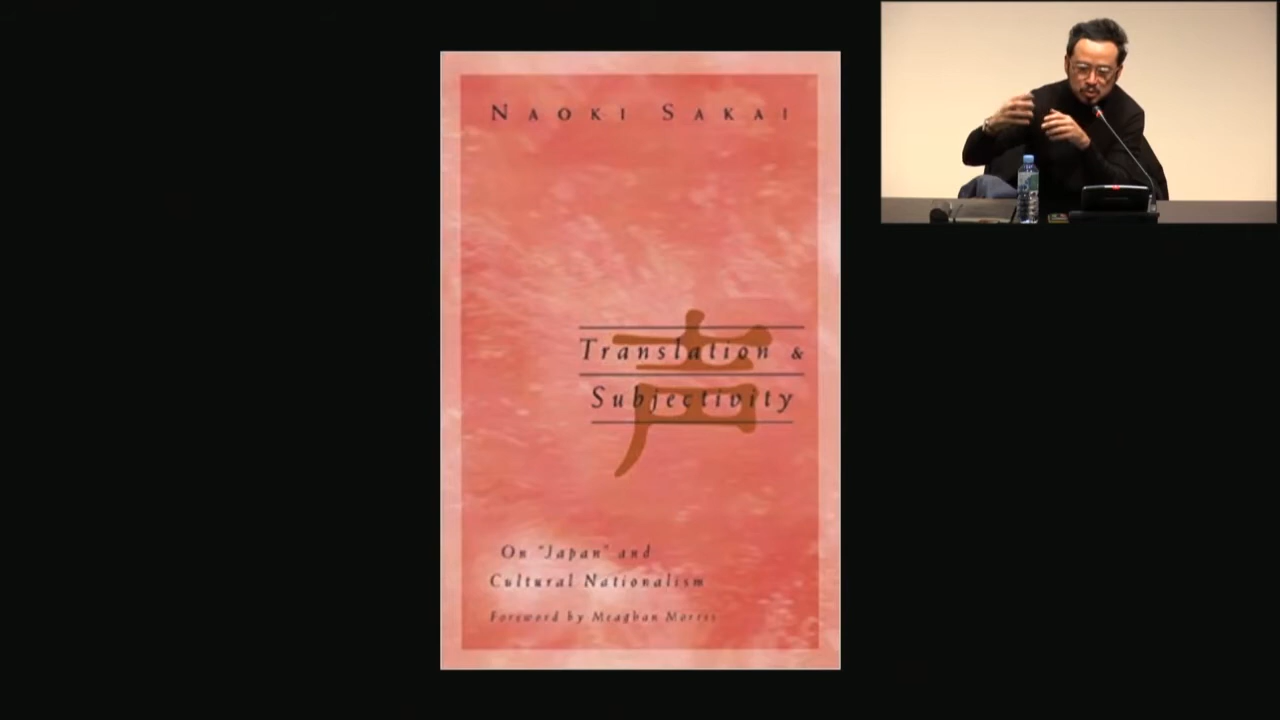 NAOKI SAKAI
声
Translation &
Subjectivity
On "Japan" and
Cultural Nationalism
Foreword by Meaghan Morris